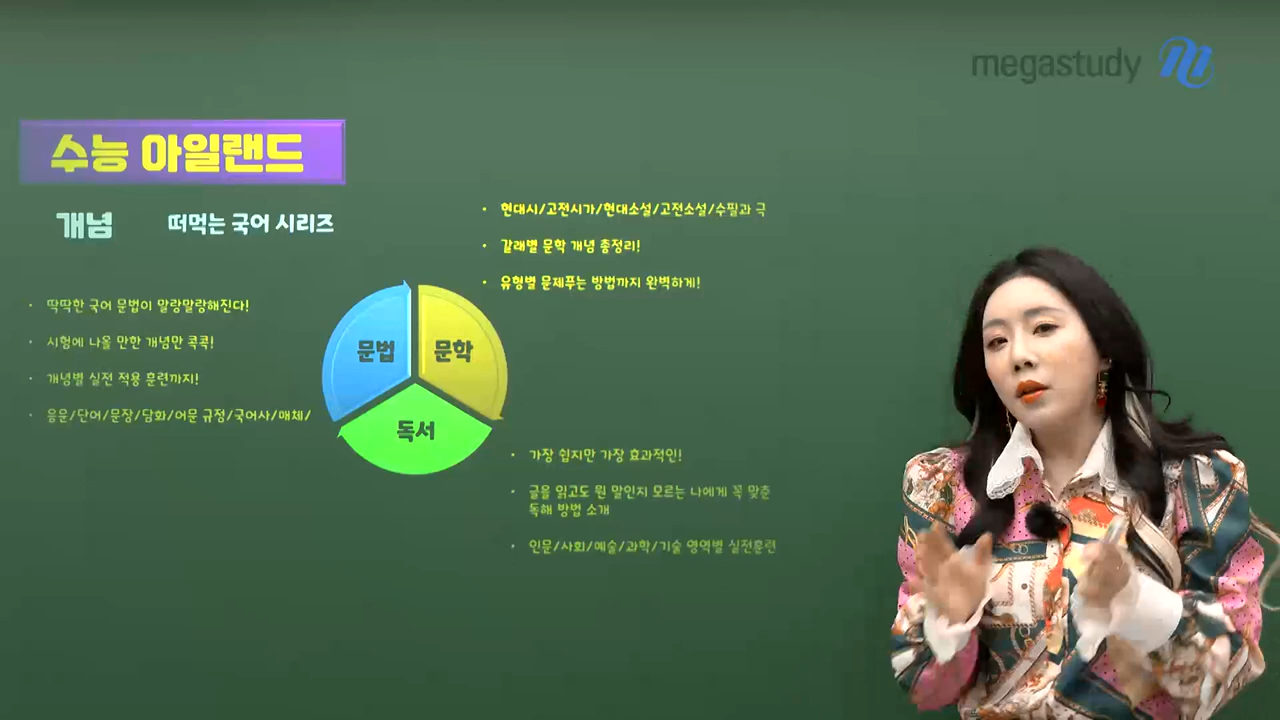 megastudy
수능 아일랜드
개념 떠먹는 국어 시리즈
• 현대시/고전시가/현대소설/고전소설/수필과 극
• 갈래별 문학 개념 총정리!
• 유형별 문제푸는 방법까지 완벽하게!
• 딱딱한 국어 문법이 말랑말랑해진다!
• 시험에 나올 만한 개념만 콕콕!
• 개념별 실전 적용 훈련까지!
• 음운/단어/문장/담화/어문 규정/국어사/매체/
문법
문학
독서
• 가장 쉽지만 가장 효과적인!
• 글을 읽고도 뭔 말인지 모르는 나에게 꼭 맞춘
독해 방법 소개
• 인문/사회/예술/과학/기술 영역별 실전훈련